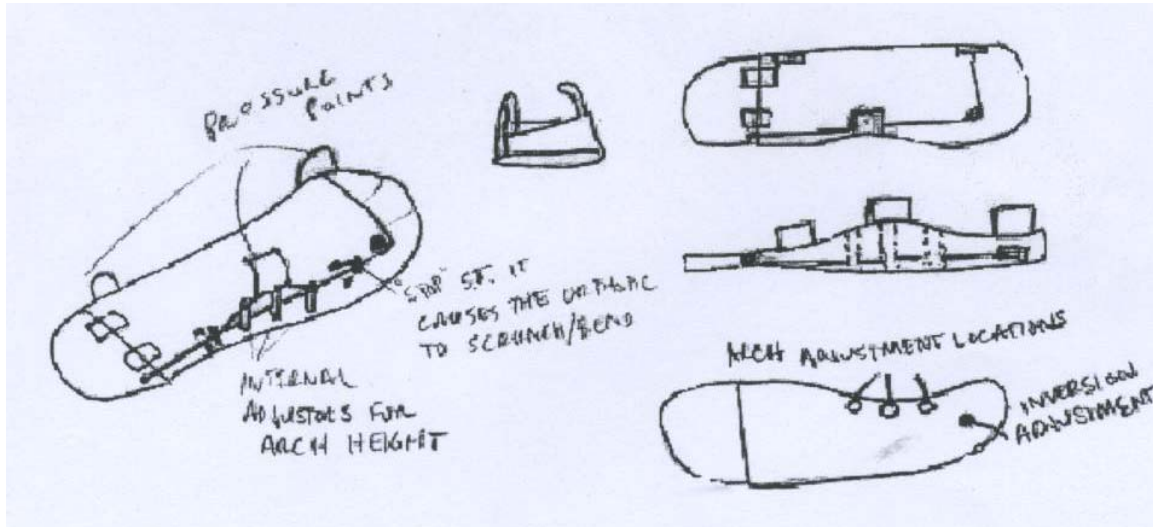 PRESSURE
POINTS
"STOP" S.T. IT
CAUSES THE ORTHOTIC
TO SCRUNCH/BEND
INTERNAL
ADJUSTORS FOR
ARCH HEIGHT
ARCH ADJUSTMENT LOCATIONS
INVERSION
ADJUSTMENT